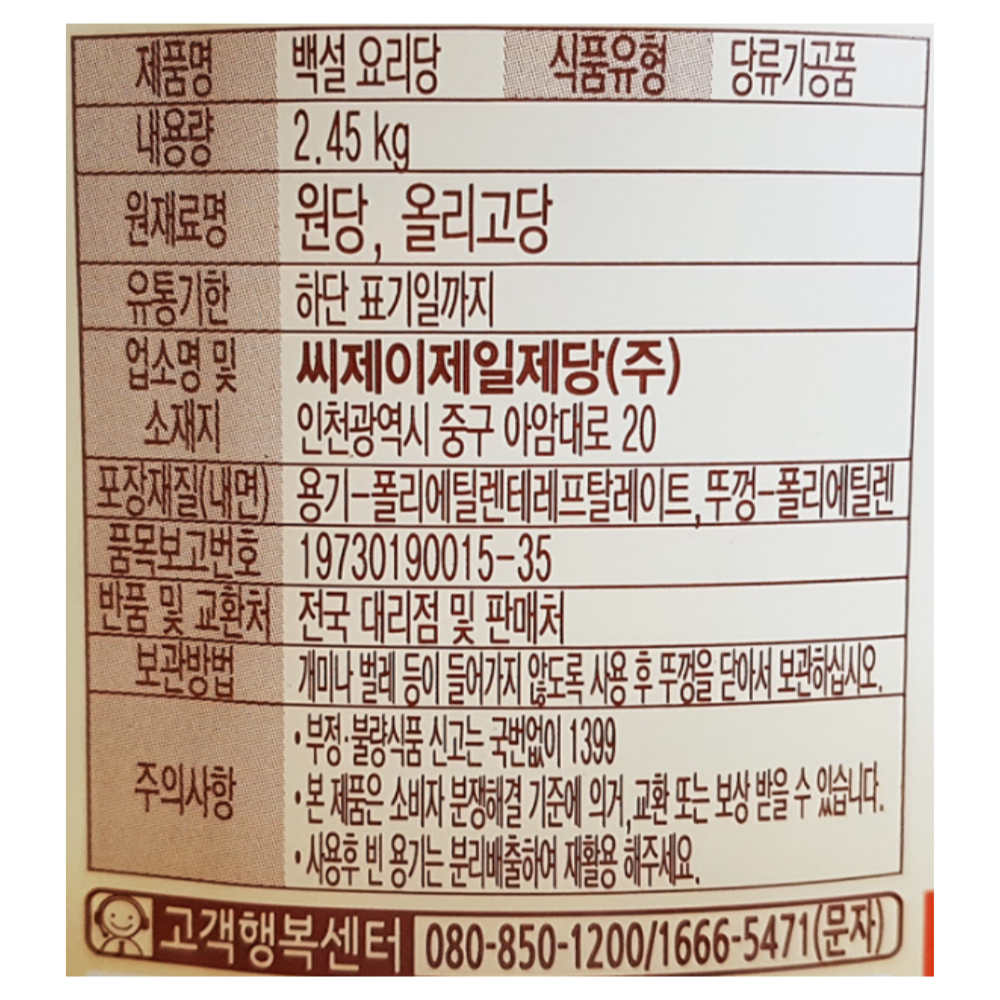 제품명 백설 요리당 식품유형 당류가공품
내용량 2.45 kg
원재료명 원당, 올리고당
유통기한 하단 표기일까지
업소명 및 씨제이제일제당(주)
소재지 인천광역시 중구 아암대로 20
포장재질(내면) 용기-폴리에틸렌테레프탈레이트,뚜껑-폴리에틸렌
품목보고번호 19730190015-35
반품 및 교환처 전국 대리점 및 판매처
보관방법 개미나 벌레 등이 들어가지 않도록 사용 후 뚜껑을 닫아서 보관하십시오.
•부정·불량식품 신고는 국번없이 1399
주의사항 •본 제품은 소비자 분쟁해결 기준에 의거,교환 또는 보상 받을 수 있습니다.
•사용후 빈 용기는 분리배출하여 재활용 해주세요.
고객행복센터 080-850-1200/1666-5471(문자)